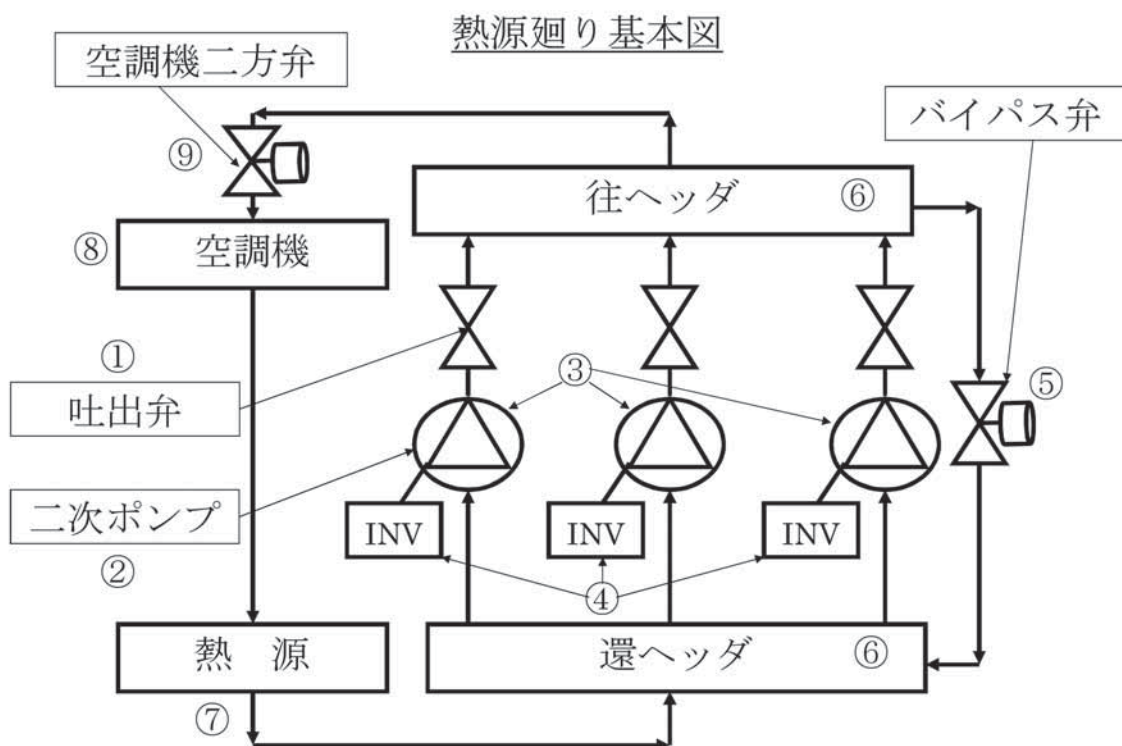 熱源廻り基本図
空調機二方弁
バイパス弁
⑨
往ヘッダ
⑥
⑧
空調機
①
吐出弁
③
⑤
二次ポンプ
②
INV
INV
INV
④
熱 源
還ヘッダ
⑥
⑦